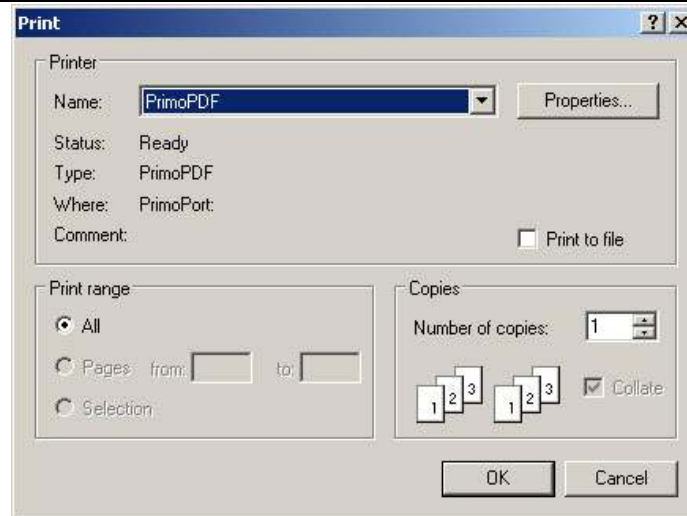 Print ? ×
Printer
Name: PrimoPDF Properties...
Status: Ready
Type: PrimoPDF
Where: PrimoPort:
Comment: Print to file
Print range
All
Pages from: to:
Selection
Copies
Number of copies: 1
1 2 3 1 2 3 Collate
OK Cancel